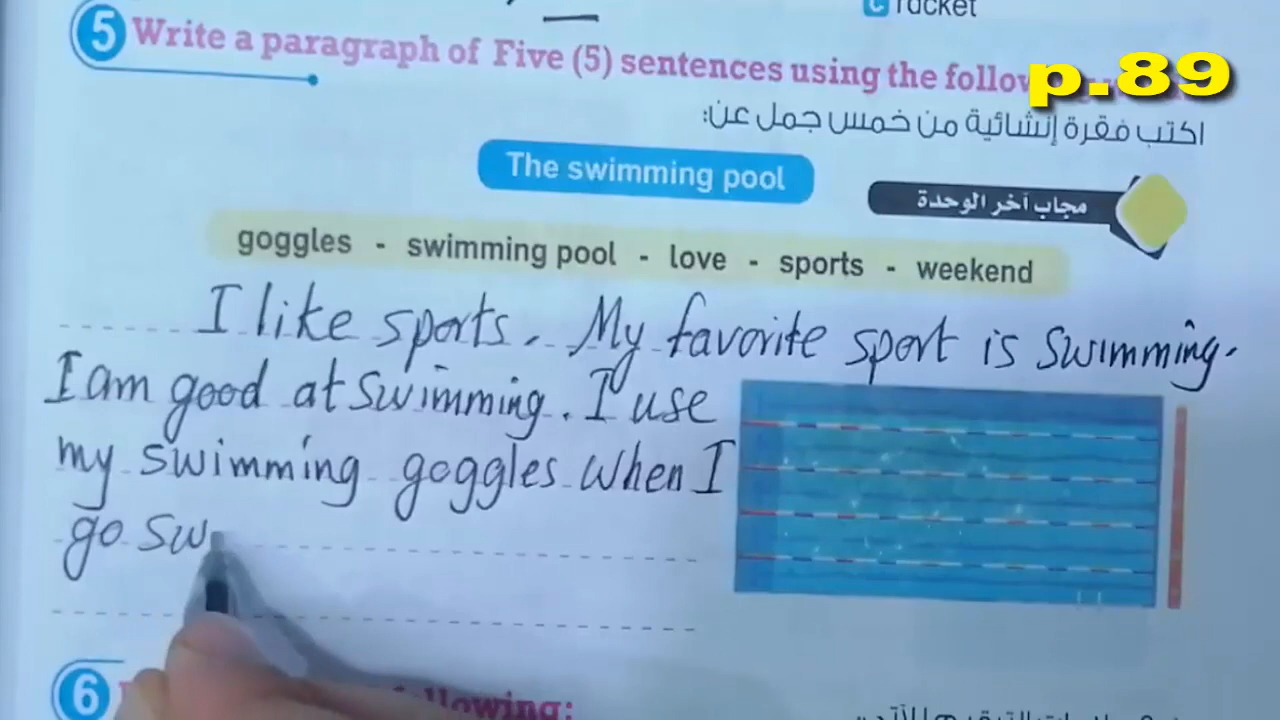 C rocket
5 Write a paragraph of Five (5) sentences using the
p.89
اكتب فقرة إنشائية من خمس جمل عن:
The swimming pool
مجاب آخر الوحدة
goggles - swimming pool - love - sports - weekend
I like sports. My favorite sport is swimming.
I am good at swimming. I use
my swimming goggles when I
go sw
6
following: